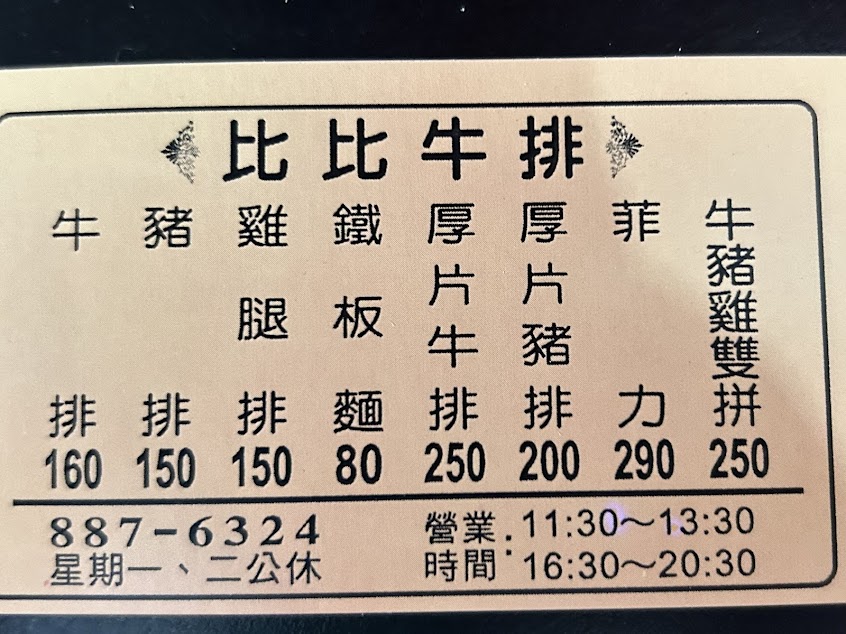 比比牛排
牛排 160
豬排 150
雞腿排 150
鐵板麵 80
厚片牛排 250
厚片豬排 200
菲力 290
牛豬雞雙拼 250
887-6324
星期一、二公休
營業時間：11:30～13:30
16:30～20:30